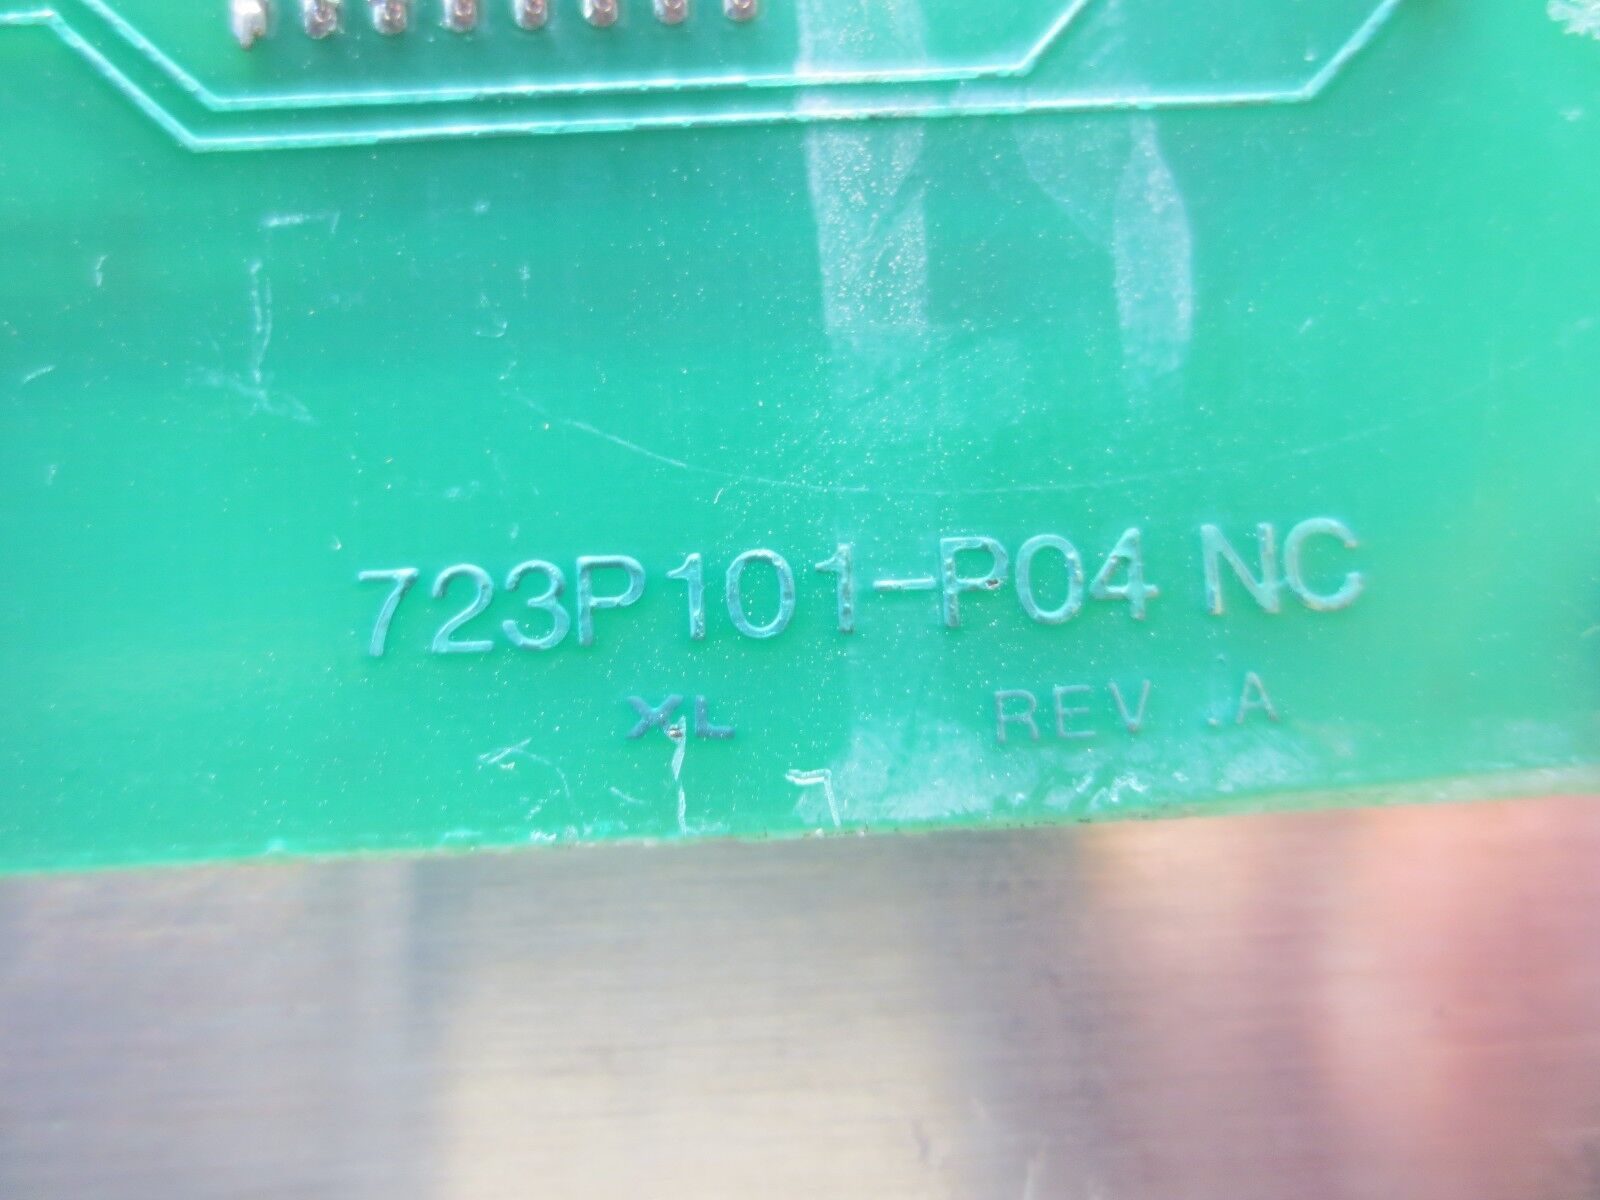 723P101-P04 NC
XL REV .A